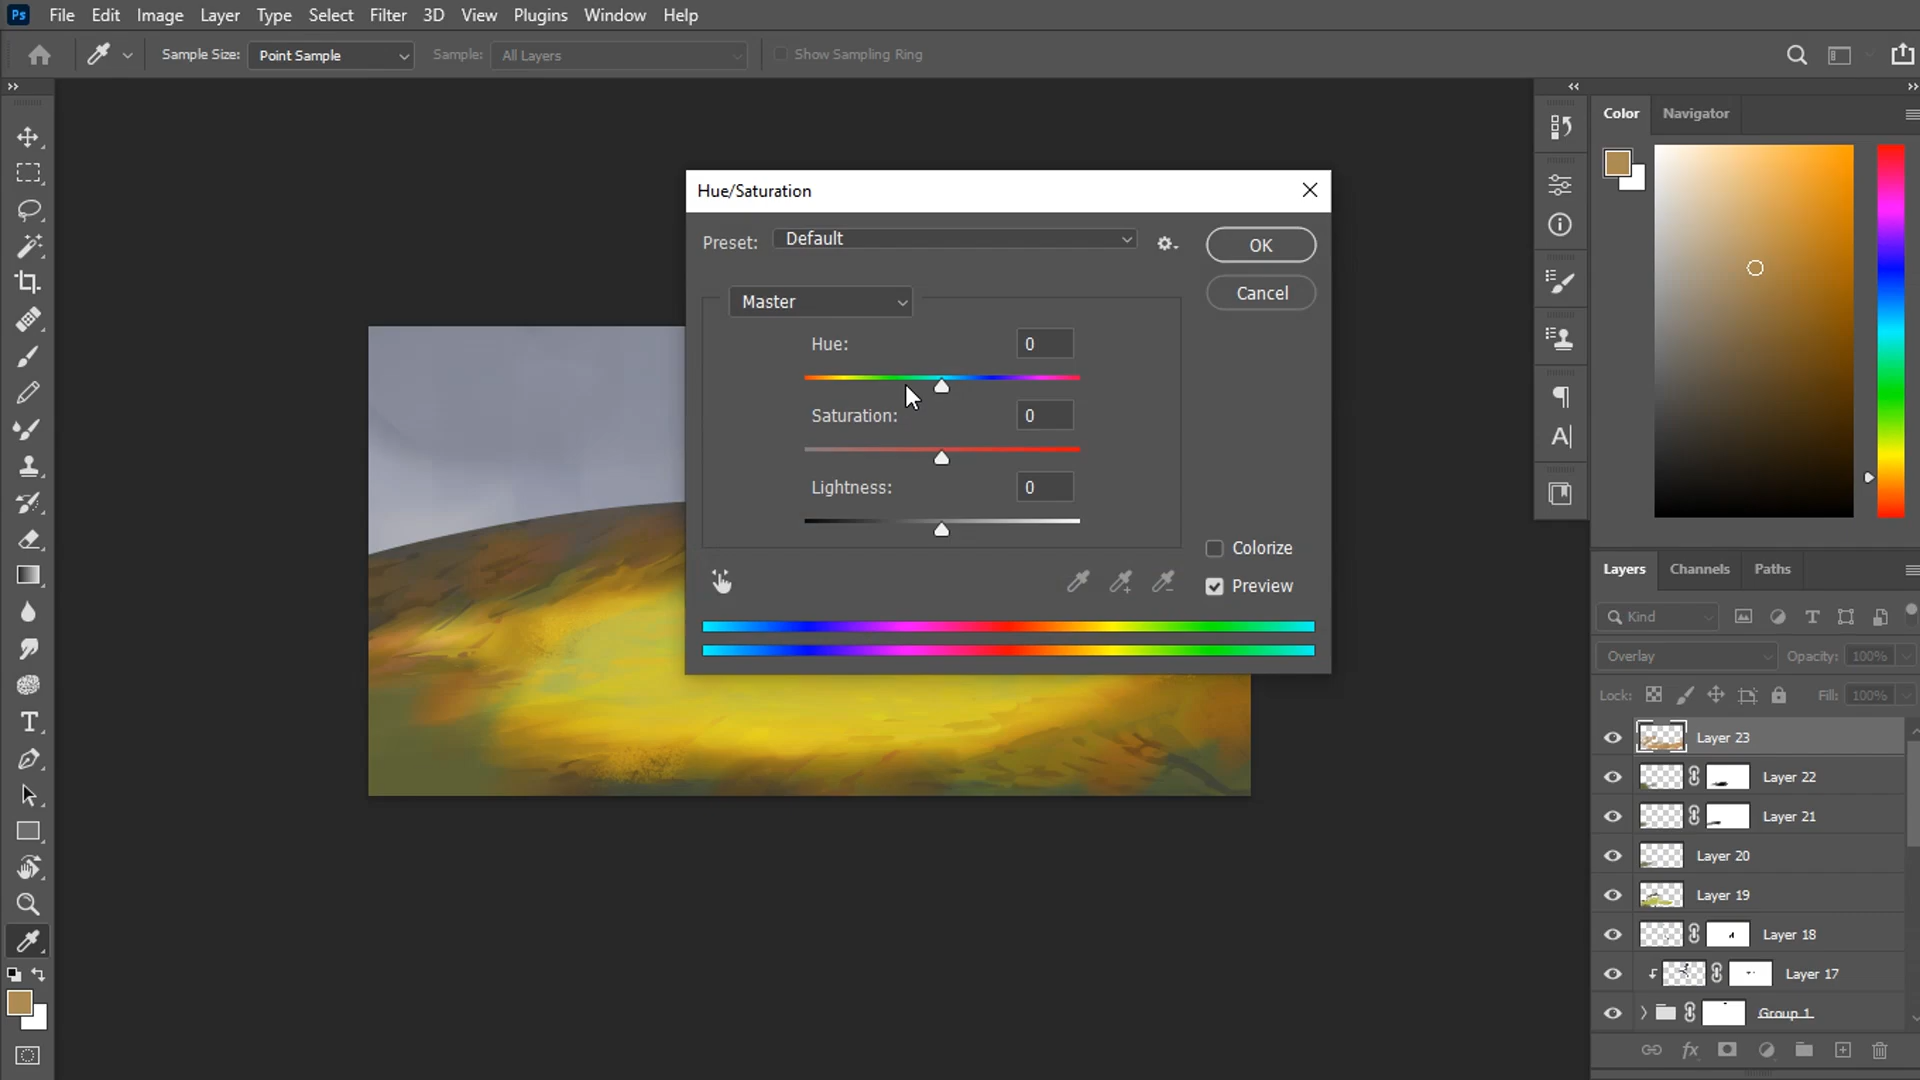 Ps File Edit Image Layer Type Select Filter 3D View Plugins Window Help
Sample Size: Point Sample Sample: All Layers Show Sampling Ring
Color Navigator
Hue/Saturation
Preset: Default OK
Cancel
Master
Hue: 0
Saturation: 0
Lightness: 0
Colorize
Preview
Layers Channels Paths
Kind
Overlay Opacity: 100%
Lock: Fill: 100%
Layer 23
Layer 22
Layer 21
Layer 20
Layer 19
Layer 18
Layer 17
Group 1